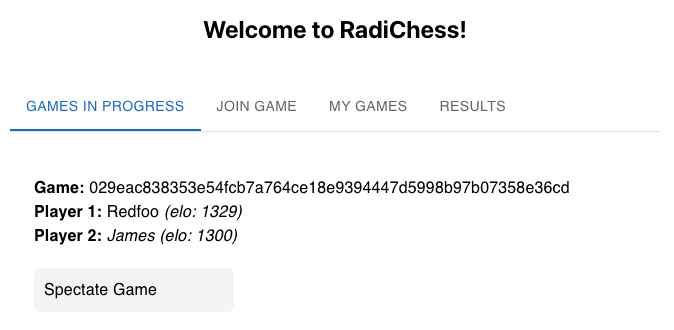 Welcome to RadiChess!
GAMES IN PROGRESS JOIN GAME MY GAMES RESULTS
Game: 029eac838353e54fcb7a764ce18e9394447d5998b97b07358e36cd
Player 1: Redfoo (elo: 1329)
Player 2: James (elo: 1300)
Spectate Game